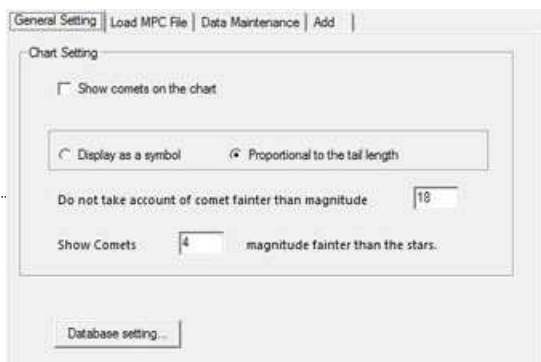 General Setting Load MPC File Data Maintenance Add
Chart Setting
Show comets on the chart
Display as a symbol Proportional to the tail length
Do not take account of comet fainter than magnitude 18
Show Comets 4 magnitude fainter than the stars.
Database setting...